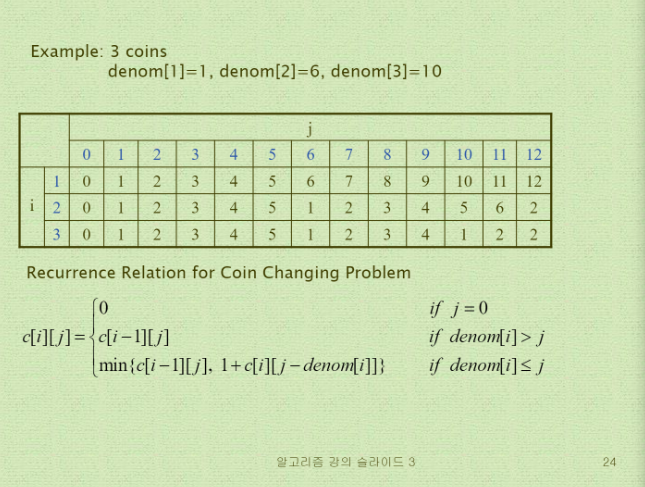 Example: 3 coins
denom[1]=1, denom[2]=6, denom[3]=10
j
0 1 2 3 4 5 6 7 8 9 10 11 12
1 0 1 2 3 4 5 6 7 8 9 10 11 12
i 2 0 1 2 3 4 5 1 2 3 4 5 6 2
3 0 1 2 3 4 5 1 2 3 4 1 2 2
Recurrence Relation for Coin Changing Problem
0 if j = 0
c[i][j] = c[i−1][j] if denom[i] > j
min{c[i−1][j], 1+c[i][j−denom[i]]} if denom[i] ≤ j
알고리즘 강의 슬라이드 3 24